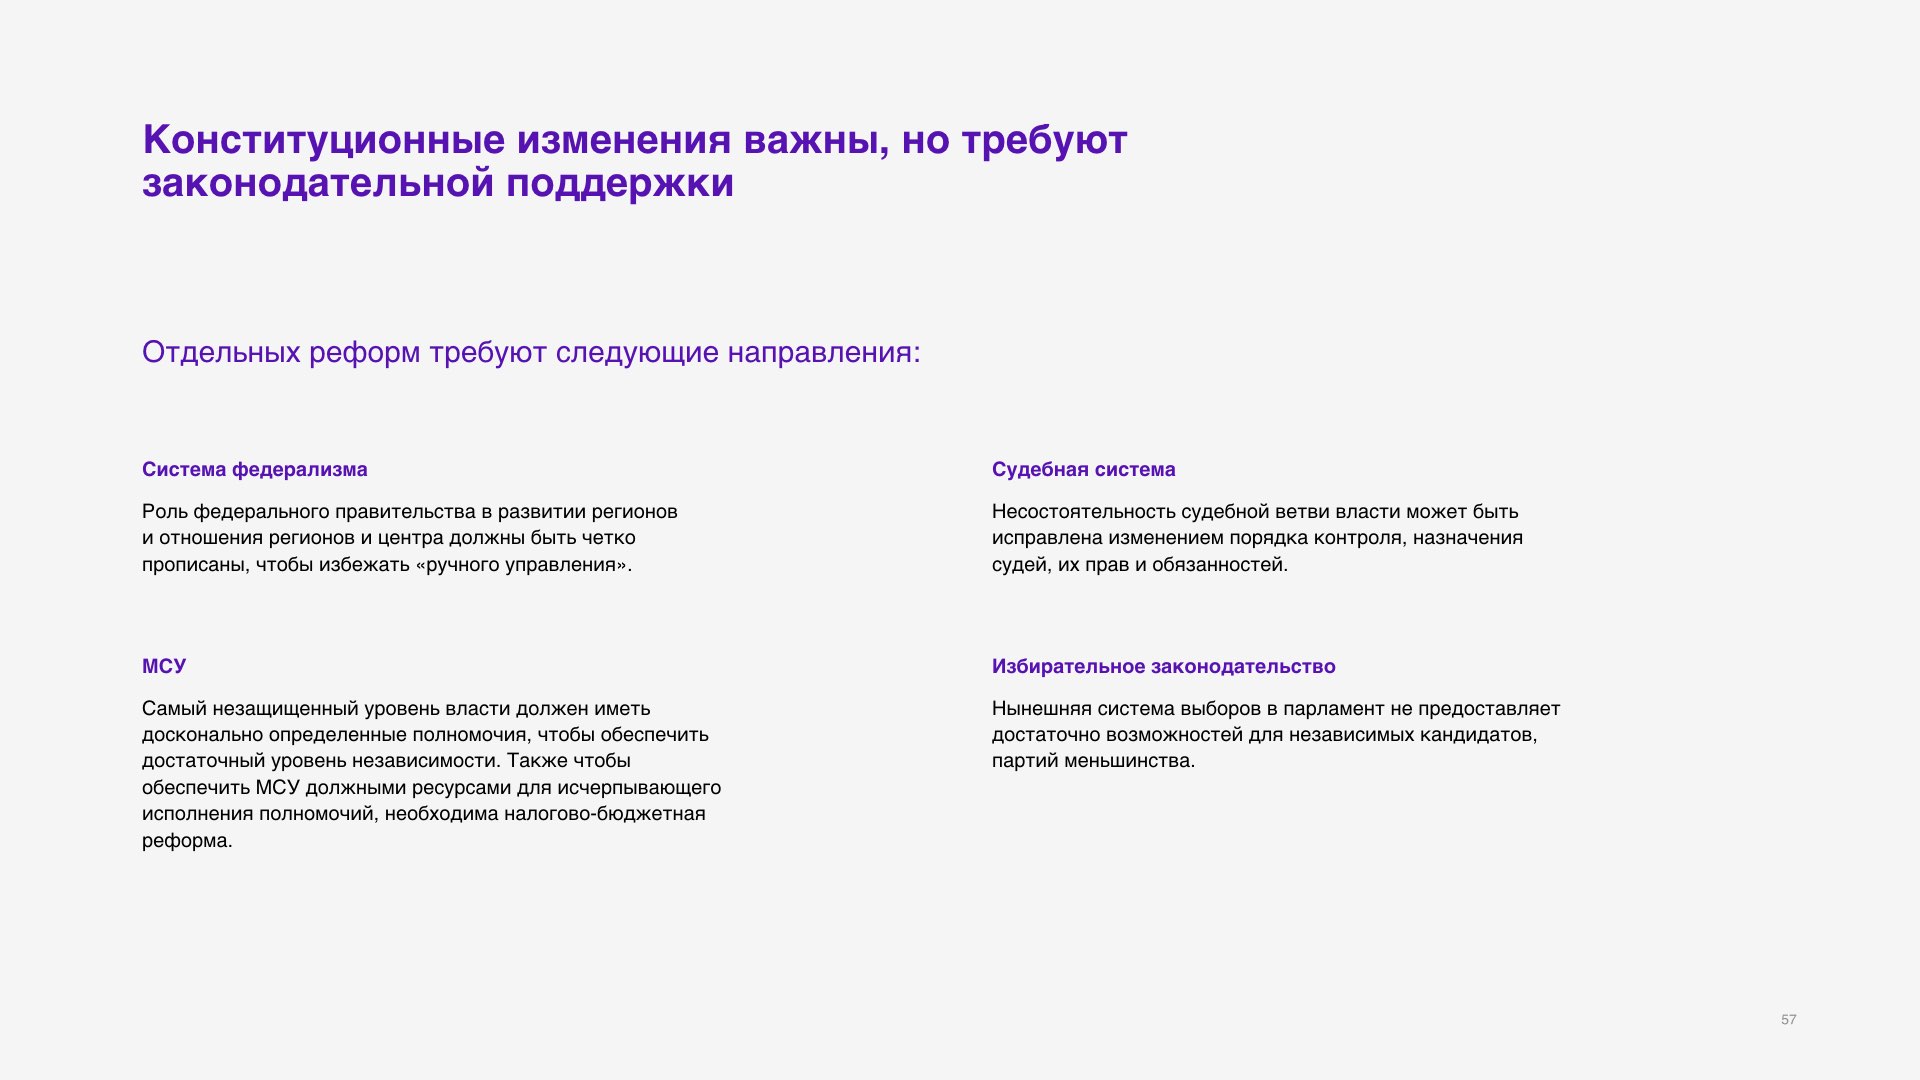 Конституционные изменения важны, но требуют
законодательной поддержки
Отдельных реформ требуют следующие направления:
Система федерализма
Роль федерального правительства в развитии регионов
и отношения регионов и центра должны быть четко
прописаны, чтобы избежать «ручного управления».
Судебная система
Несостоятельность судебной ветви власти может быть
исправлена изменением порядка контроля, назначения
судей, их прав и обязанностей.
МСУ
Самый незащищенный уровень власти должен иметь
досконально определенные полномочия, чтобы обеспечить
достаточный уровень независимости. Также чтобы
обеспечить МСУ должными ресурсами для исчерпывающего
исполнения полномочий, необходима налогово-бюджетная
реформа.
Избирательное законодательство
Нынешняя система выборов в парламент не предоставляет
достаточно возможностей для независимых кандидатов,
партий меньшинства.
57